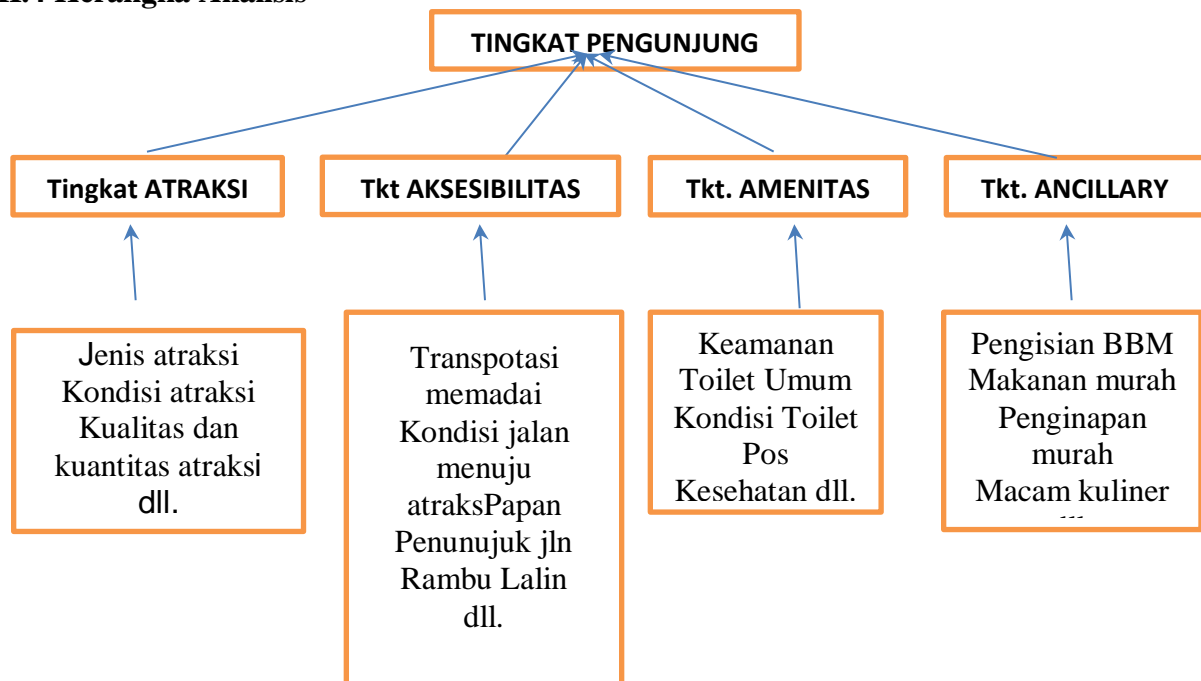 Kerangka Analisis
TINGKAT PENGUNJUNG
Tingkat ATRAKSI
Tkt AKSESIBILITAS
Tkt. AMENITAS
Tkt. ANCILLARY
Jenis atraksi
Kondisi atraksi
Kualitas dan
kuantitas atraksi
dll.
Transpotasi
memadai
Kondisi jalan
menuju
atraksPapan
Penunujuk jln
Rambu Lalin
dll.
Keamanan
Toilet Umum
Kondisi Toilet
Pos
Kesehatan dll.
Pengisian BBM
Makanan murah
Penginapan
murah
Macam kuliner